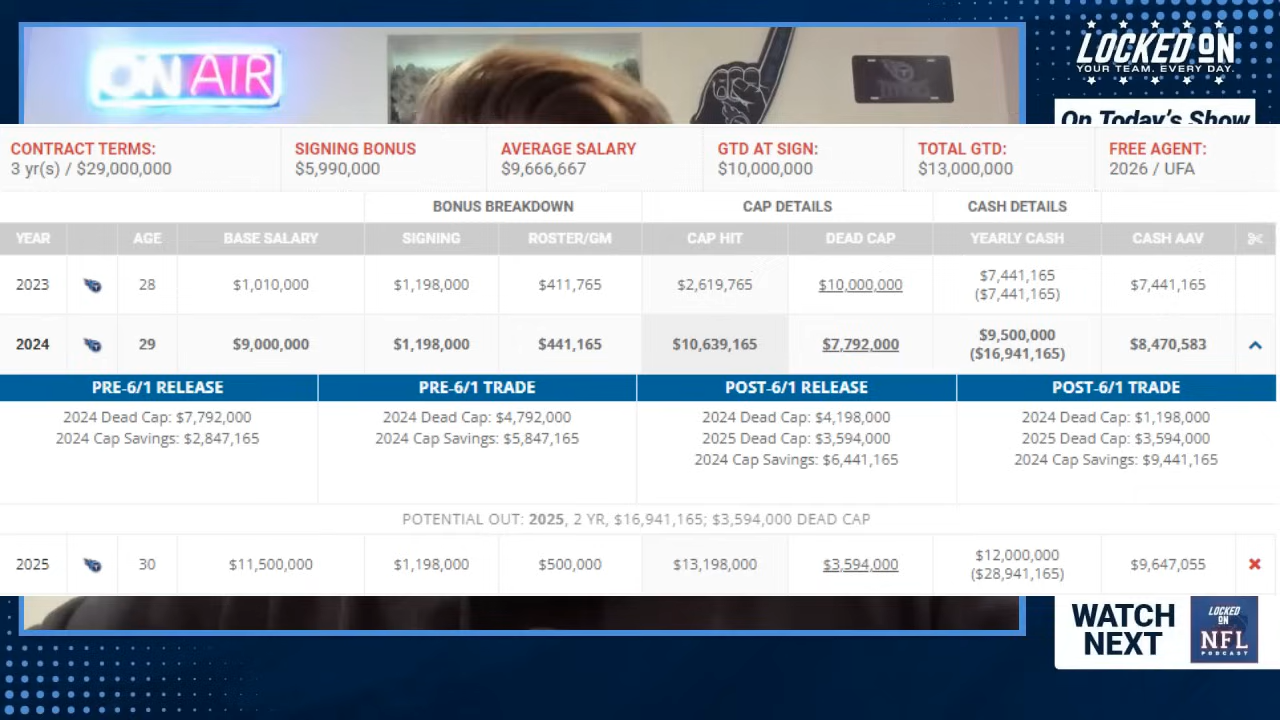 ON AIR
LOCKED ON
YOUR TEAM. EVERY DAY.
On Today's Show
CONTRACT TERMS: SIGNING BONUS AVERAGE SALARY GTD AT SIGN: TOTAL GTD: FREE AGENT:
3 yr(s) / $29,000,000 $5,990,000 $9,666,667 $10,000,000 $13,000,000 2026 / UFA
BONUS BREAKDOWN CAP DETAILS CASH DETAILS
YEAR AGE BASE SALARY SIGNING ROSTER/GM CAP HIT DEAD CAP YEARLY CASH CASH AAV
2023 28 $1,010,000 $1,198,000 $411,765 $2,619,765 $10,000,000 $7,441,165 $7,441,165
($7,441,165)
2024 29 $9,000,000 $1,198,000 $441,165 $10,639,165 $7,792,000 $9,500,000 $8,470,583
($16,941,165)
PRE-6/1 RELEASE PRE-6/1 TRADE POST-6/1 RELEASE POST-6/1 TRADE
2024 Dead Cap: $7,792,000 2024 Dead Cap: $4,792,000 2024 Dead Cap: $4,198,000 2024 Dead Cap: $1,198,000
2024 Cap Savings: $2,847,165 2024 Cap Savings: $5,847,165 2025 Dead Cap: $3,594,000 2025 Dead Cap: $3,594,000
2024 Cap Savings: $6,441,165 2024 Cap Savings: $9,441,165
POTENTIAL OUT: 2025, 2 YR, $16,941,165; $3,594,000 DEAD CAP
2025 30 $11,500,000 $1,198,000 $500,000 $13,198,000 $3,594,000 $12,000,000 $9,647,055
($28,941,165)
WATCH
NEXT
LOCKED
ON
NFL
PODCAST